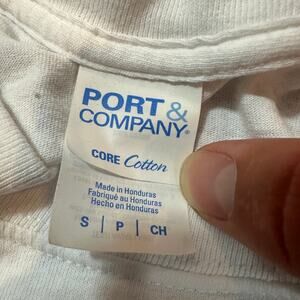 PORT &
COMPANY®
CORE Cotton
Made in Honduras
Fabriqué au Honduras
Hecho en Honduras
S | P | CH